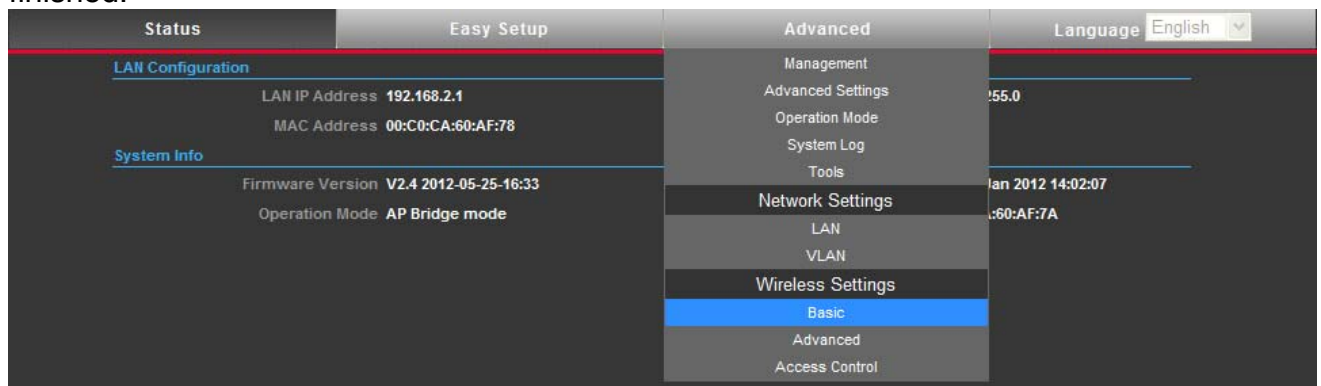 Status Easy Setup Advanced Language English
LAN Configuration
LAN IP Address 192.168.2.1
MAC Address 00:C0:CA:60:AF:78
System Info
Firmware Version V2.4 2012-05-25-16:33
Operation Mode AP Bridge mode
Management
Advanced Settings
Operation Mode
System Log
Tools
Network Settings
LAN
VLAN
Wireless Settings
Basic
Advanced
Access Control
255.0
Jan 2012 14:02:07
:60:AF:7A